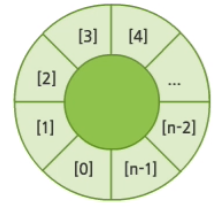 [3] [4]
[2] ...
[1] [n-2]
[0] [n-1]